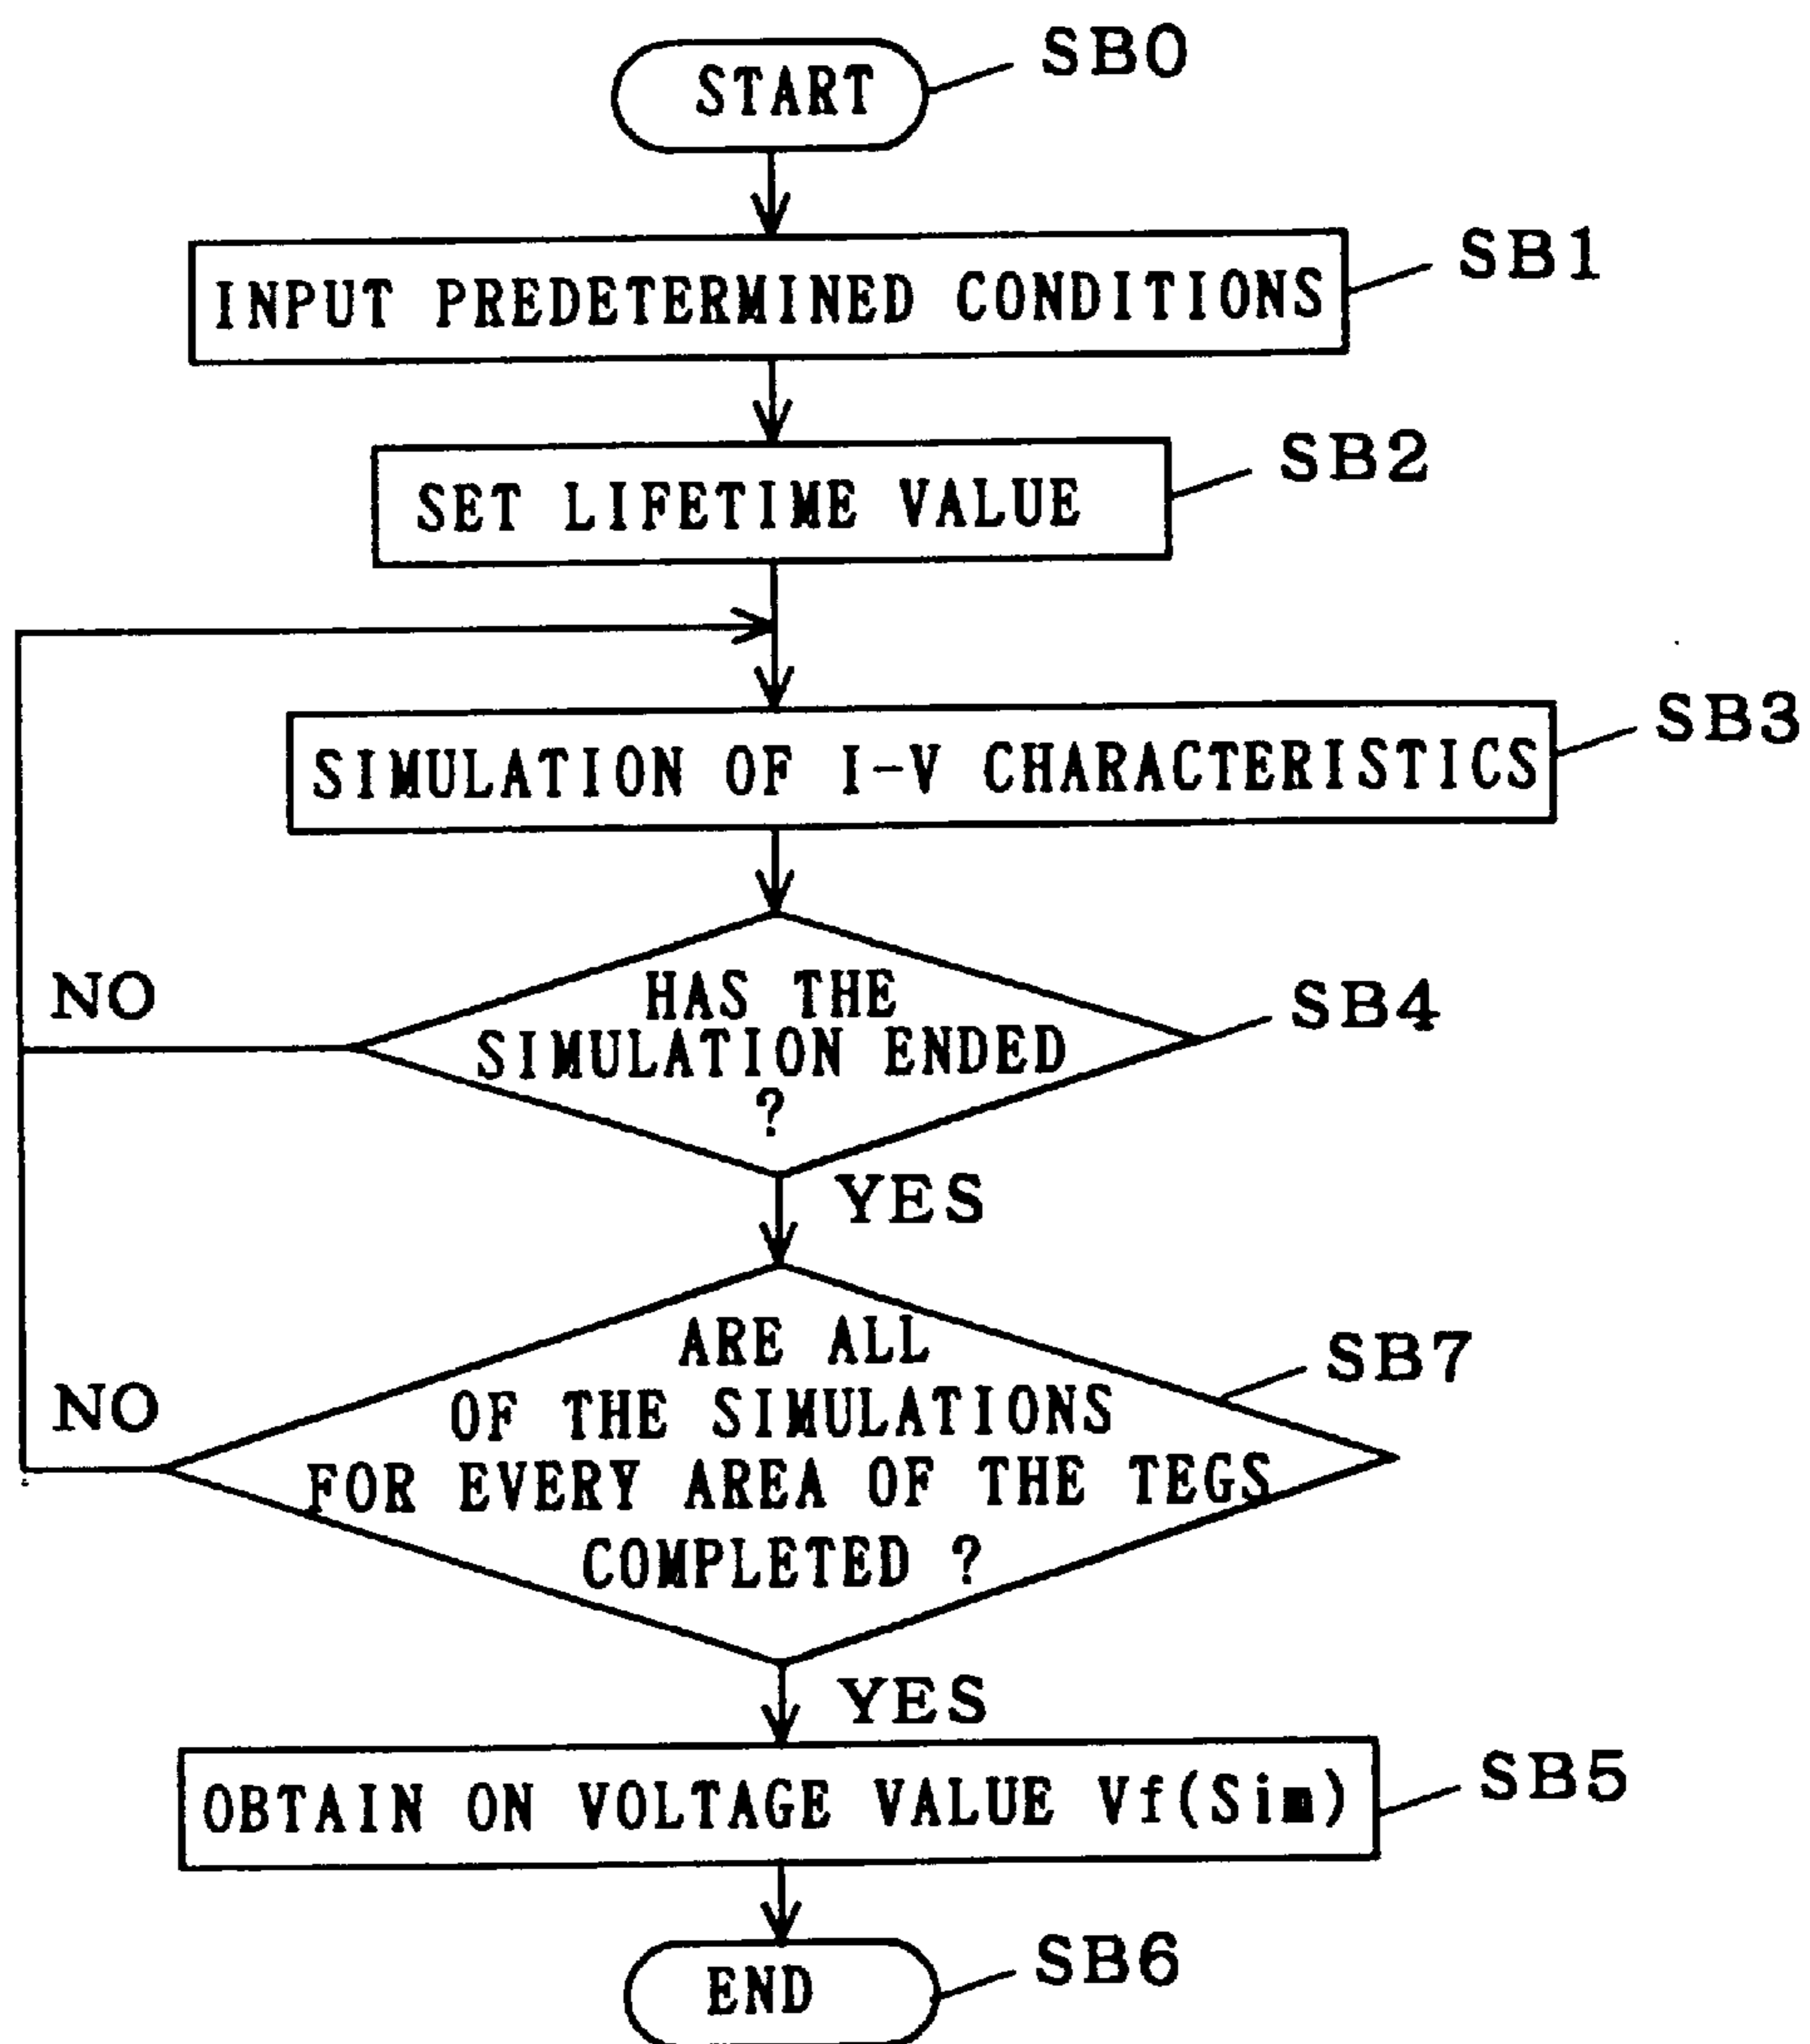 START
SB0
INPUT PREDETERMINED CONDITIONS
SB1
SET LIFETIME VALUE
SB2
SIMULATION OF I-V CHARACTERISTICS
SB3
HAS THE
SIMULATION ENDED
?
SB4
NO
YES
ARE ALL
OF THE SIMULATIONS
FOR EVERY AREA OF THE TEGS
COMPLETED ?
SB7
NO
YES
OBTAIN ON VOLTAGE VALUE Vf(Sim)
SB5
END
SB6